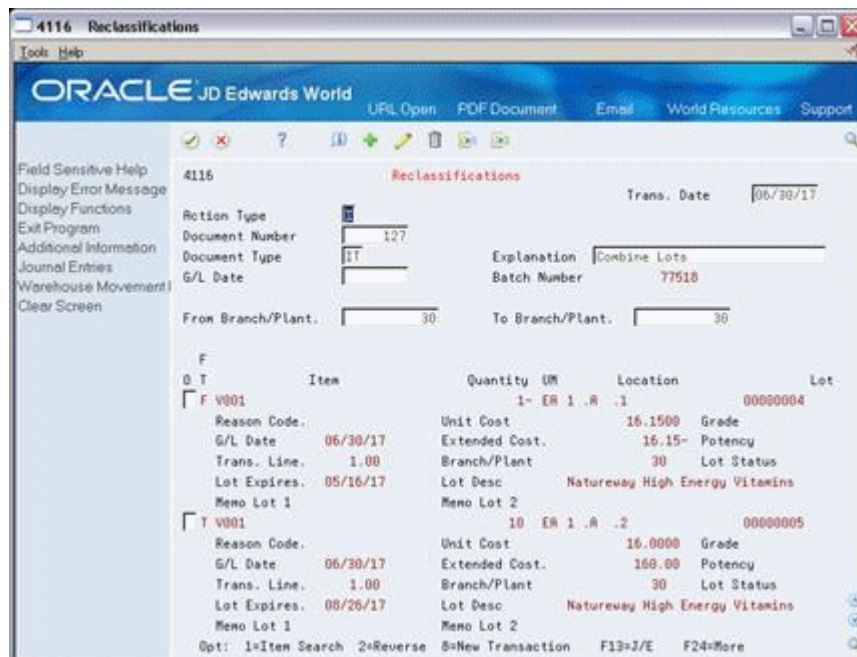 4116 Reclassifications
Tools Help
ORACLE JD Edwards World
URL Open PDF Document Email World Resources Support
Field Sensitive Help
Display Error Message
Display Functions
Exit Program
Additional Information
Journal Entries
Warehouse Movement
Clear Screen
4116 Reclassifications
Trans. Date 06/30/17
Action Type I
Document Number 127
Document Type IT Explanation Combine Lots
G/L Date Batch Number 77518
From Branch/Plant. 30 To Branch/Plant. 30
F
O T Item Quantity UM Location Lot
F V001 1- EA 1 .A .1 00000004
Reason Code. Unit Cost 16.1500 Grade
G/L Date 06/30/17 Extended Cost. 16.15- Potency
Trans. Line. 1.00 Branch/Plant 30 Lot Status
Lot Expires. 05/16/17 Lot Desc Natureway High Energy Vitamins
Memo Lot 1 Memo Lot 2
T V001 10 EA 1 .A .2 00000005
Reason Code. Unit Cost 16.0000 Grade
G/L Date 06/30/17 Extended Cost. 160.00 Potency
Trans. Line. 1.00 Branch/Plant 30 Lot Status
Lot Expires. 08/26/17 Lot Desc Natureway High Energy Vitamins
Memo Lot 1 Memo Lot 2
Opt: 1=Item Search 2=Reverse 8=New Transaction F13=J/E F24=More